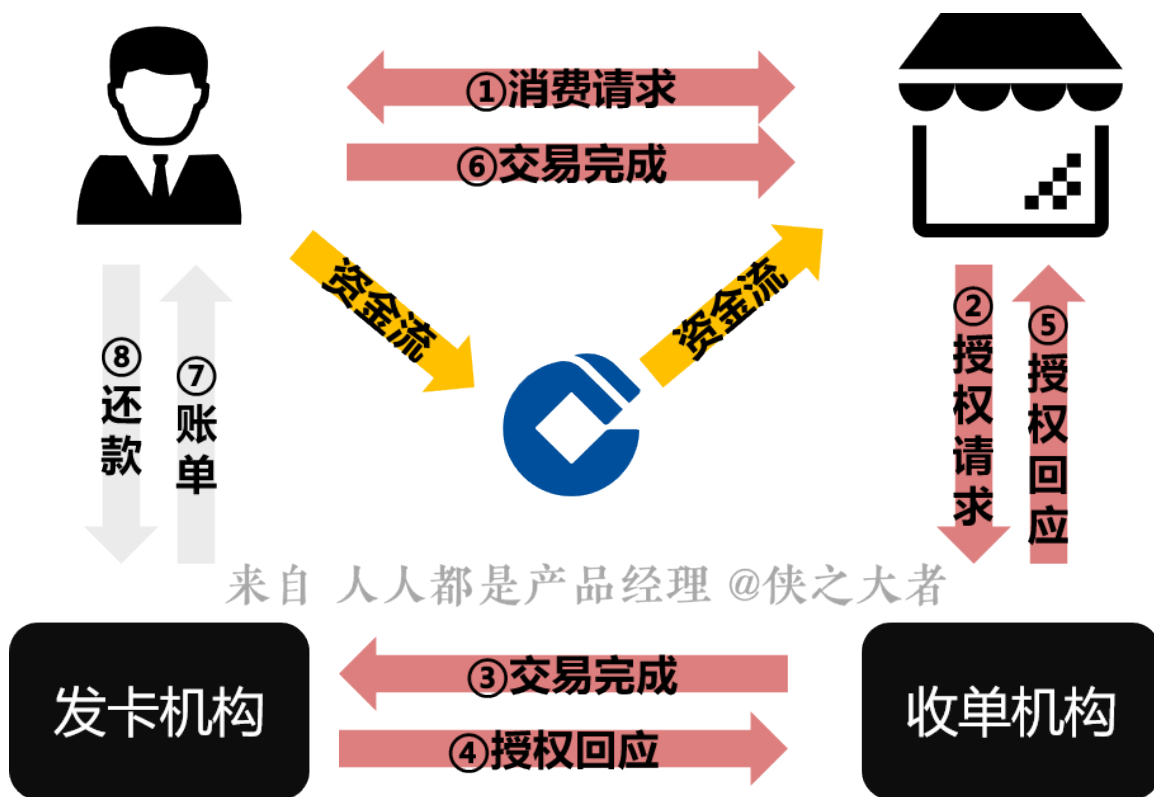 ①消费请求
⑥交易完成
资金流
资金流
⑧还款
⑦账单
②授权请求
⑤授权回应
来自 人人都是产品经理 @侠之大者
发卡机构
③交易完成
④授权回应
收单机构